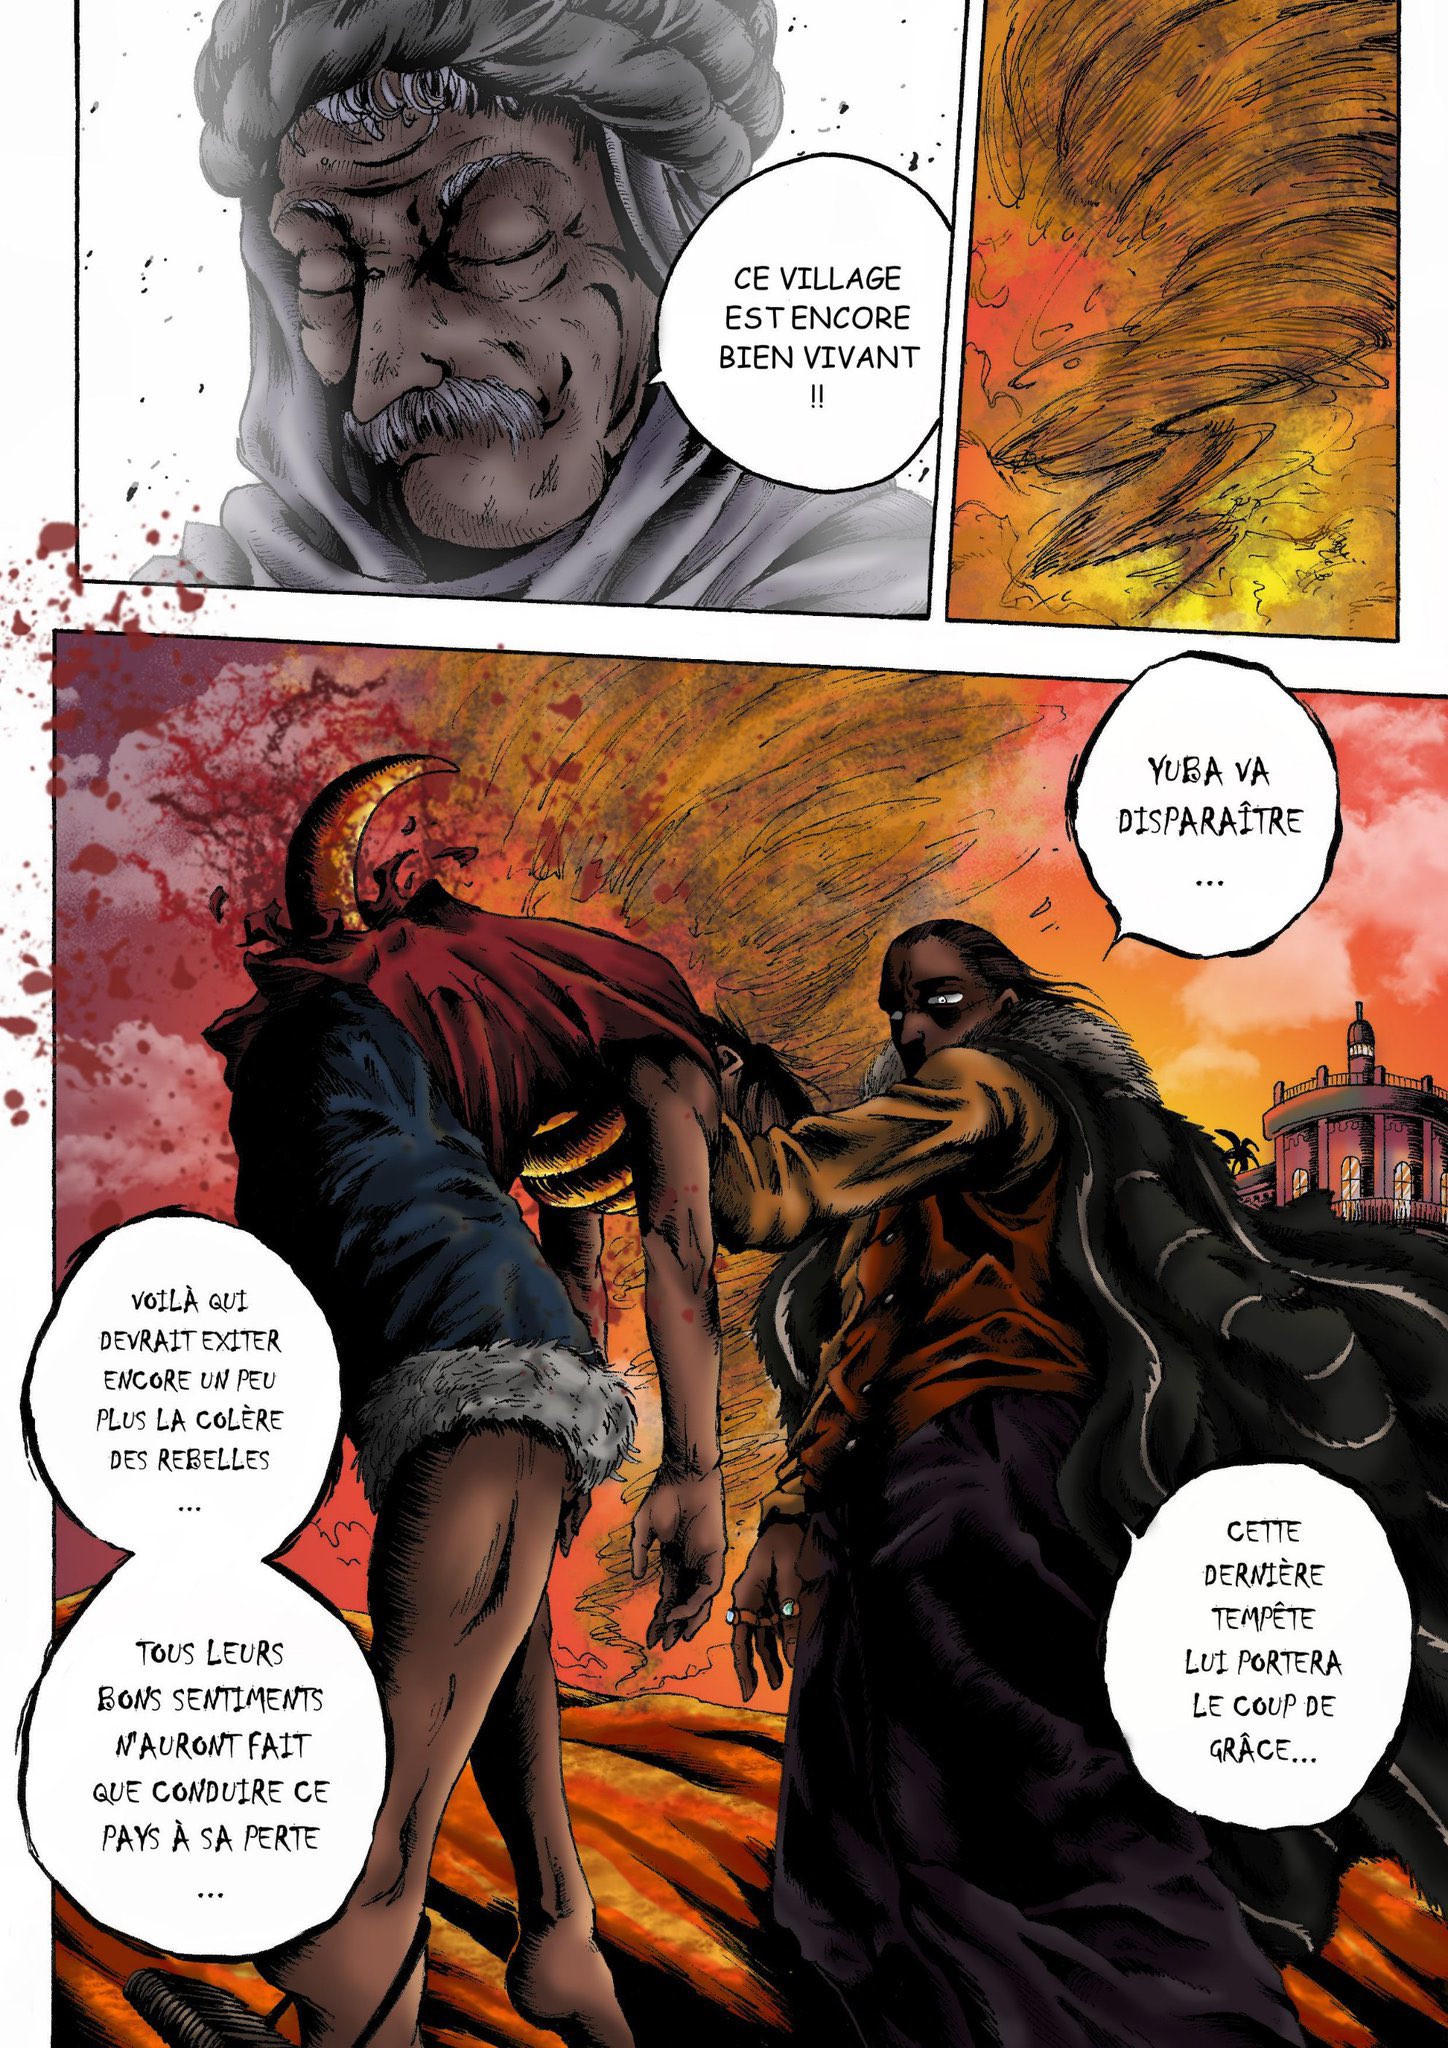 CE VILLAGE
EST ENCORE
BIEN VIVANT
!!
YUBA VA
DISPARAÎTRE
...
CETTE
DERNIÈRE
TEMPÊTE
LUI PORTERA
LE COUP DE
GRÂCE...
VOILÀ QUI
DEVRAIT EXITER
ENCORE UN PEU
PLUS LA COLÈRE
DES REBELLES
...
TOUS LEURS
BONS SENTIMENTS
N'AURONT FAIT
QUE CONDUIRE CE
PAYS À SA PERTE
...